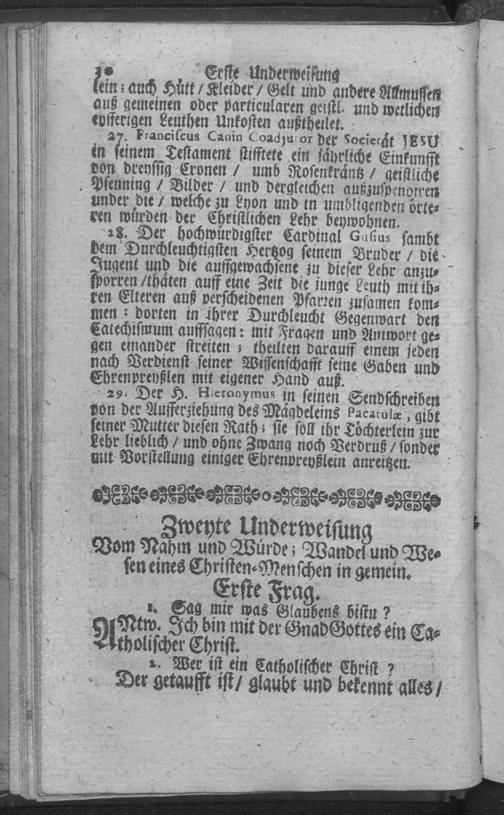 30 Erste Underweisung
lein; auch Hütt / Kleider / Gelt und andere Allmussen
auß gemeinen oder particularen geistl. und weltlichen
eyfferigen Leuthen Unkosten außtheilet.
27. Franciscus Cania Coadjutor der Societät JESU
in seinem Testament stifftete ein jährliche Einkunfft
von dreyssig Cronen / umb Rosenkräntz / geistliche
Pfenning / Bilder / und dergleichen außzuspendiren
under die / welche zu Lyon und in umbligenden örte-
ren würden der Christlichen Lehr beywohnen.
28. Der hochwürdigster Cardinal Gusius sambt
dem Durchleuchtigsten Hertzog seinem Bruder / die
Jugent und die auffgewachsene zu dieser Lehr anzu-
sporren / thäten auff eine Zeit die junge Leuth mit ih-
ren Elteren auß verscheidenen Pfarren zusamen kom-
men: dorten in ihrer Durchleucht Gegenwart den
Catechismum auffsagen: mit Fragen und Antwort ge-
gen einander streiten; theilten darauff einem jeden
nach Verdienst seiner Wissenschafft seine Gaben und
Ehrenpreyßlen mit eigener Hand auß.
29. Der H. Hieronymus in seinen Sendschreiben
von der Aufferziehung des Mägdeleins Pacatulæ, gibt
seiner Mutter diesen Rath; sie soll ihr Töchterlein zur
Lehr lieblich / und ohne Zwang noch Verdruß / sonder
mit Vorstellung einiger Ehrenpreyßlein anreitzen.
Zweyte Underweisung
Vom Nahm und Würde; Wandel und We-
sen eines Christen-Menschen in gemein.
Erste Frag.
1. Sag mir was Glaubens bistu?
ANtw. Ich bin mit der Gnad Gottes ein Ca-
tholischer Christ.
2. Wer ist ein Catholischer Christ?
Der getaufft ist / glaubt und bekennt alles /